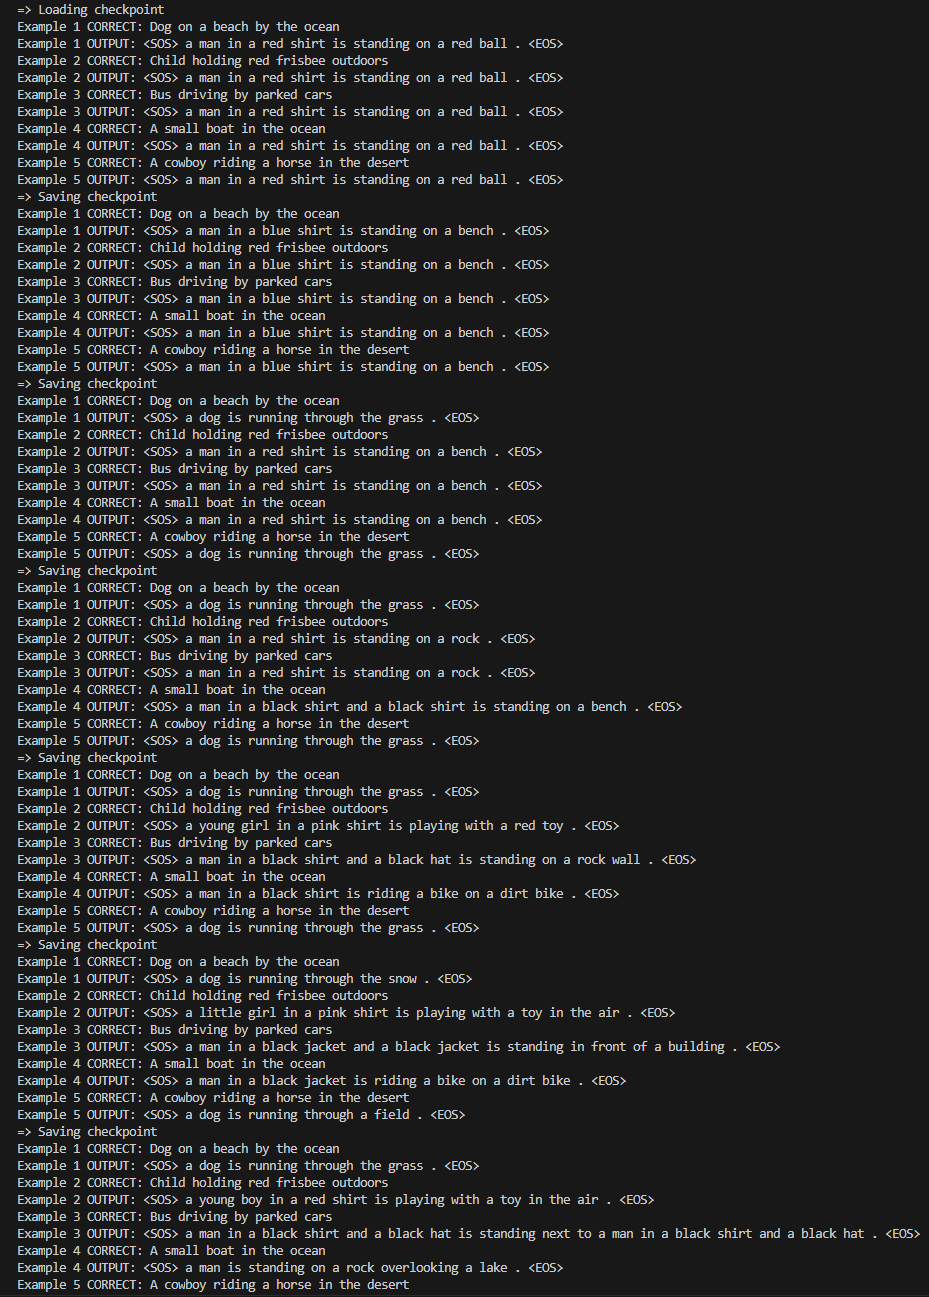 => Loading checkpoint
Example 1 CORRECT: Dog on a beach by the ocean
Example 1 OUTPUT: <SOS> a man in a red shirt is standing on a red ball . <EOS>
Example 2 CORRECT: Child holding red frisbee outdoors
Example 2 OUTPUT: <SOS> a man in a red shirt is standing on a red ball . <EOS>
Example 3 CORRECT: Bus driving by parked cars
Example 3 OUTPUT: <SOS> a man in a red shirt is standing on a red ball . <EOS>
Example 4 CORRECT: A small boat in the ocean
Example 4 OUTPUT: <SOS> a man in a red shirt is standing on a red ball . <EOS>
Example 5 CORRECT: A cowboy riding a horse in the desert
Example 5 OUTPUT: <SOS> a man in a red shirt is standing on a red ball . <EOS>
=> Saving checkpoint
Example 1 CORRECT: Dog on a beach by the ocean
Example 1 OUTPUT: <SOS> a man in a blue shirt is standing on a bench . <EOS>
Example 2 CORRECT: Child holding red frisbee outdoors
Example 2 OUTPUT: <SOS> a man in a blue shirt is standing on a bench . <EOS>
Example 3 CORRECT: Bus driving by parked cars
Example 3 OUTPUT: <SOS> a man in a blue shirt is standing on a bench . <EOS>
Example 4 CORRECT: A small boat in the ocean
Example 4 OUTPUT: <SOS> a man in a blue shirt is standing on a bench . <EOS>
Example 5 CORRECT: A cowboy riding a horse in the desert
Example 5 OUTPUT: <SOS> a man in a blue shirt is standing on a bench . <EOS>
=> Saving checkpoint
Example 1 CORRECT: Dog on a beach by the ocean
Example 1 OUTPUT: <SOS> a dog is running through the grass . <EOS>
Example 2 CORRECT: Child holding red frisbee outdoors
Example 2 OUTPUT: <SOS> a man in a red shirt is standing on a bench . <EOS>
Example 3 CORRECT: Bus driving by parked cars
Example 3 OUTPUT: <SOS> a man in a red shirt is standing on a bench . <EOS>
Example 4 CORRECT: A small boat in the ocean
Example 4 OUTPUT: <SOS> a man in a red shirt is standing on a bench . <EOS>
Example 5 CORRECT: A cowboy riding a horse in the desert
Example 5 OUTPUT: <SOS> a dog is running through the grass . <EOS>
=> Saving checkpoint
Example 1 CORRECT: Dog on a beach by the ocean
Example 1 OUTPUT: <SOS> a dog is running through the grass . <EOS>
Example 2 CORRECT: Child holding red frisbee outdoors
Example 2 OUTPUT: <SOS> a man in a red shirt is standing on a rock . <EOS>
Example 3 CORRECT: Bus driving by parked cars
Example 3 OUTPUT: <SOS> a man in a red shirt is standing on a rock . <EOS>
Example 4 CORRECT: A small boat in the ocean
Example 4 OUTPUT: <SOS> a man in a black shirt and a black shirt is standing on a bench . <EOS>
Example 5 CORRECT: A cowboy riding a horse in the desert
Example 5 OUTPUT: <SOS> a dog is running through the grass . <EOS>
=> Saving checkpoint
Example 1 CORRECT: Dog on a beach by the ocean
Example 1 OUTPUT: <SOS> a dog is running through the grass . <EOS>
Example 2 CORRECT: Child holding red frisbee outdoors
Example 2 OUTPUT: <SOS> a young girl in a pink shirt is playing with a red toy . <EOS>
Example 3 CORRECT: Bus driving by parked cars
Example 3 OUTPUT: <SOS> a man in a black shirt and a black hat is standing on a rock wall . <EOS>
Example 4 CORRECT: A small boat in the ocean
Example 4 OUTPUT: <SOS> a man in a black shirt is riding a bike on a dirt bike . <EOS>
Example 5 CORRECT: A cowboy riding a horse in the desert
Example 5 OUTPUT: <SOS> a dog is running through the grass . <EOS>
=> Saving checkpoint
Example 1 CORRECT: Dog on a beach by the ocean
Example 1 OUTPUT: <SOS> a dog is running through the snow . <EOS>
Example 2 CORRECT: Child holding red frisbee outdoors
Example 2 OUTPUT: <SOS> a little girl in a pink shirt is playing with a toy in the air . <EOS>
Example 3 CORRECT: Bus driving by parked cars
Example 3 OUTPUT: <SOS> a man in a black jacket and a black jacket is standing in front of a building . <EOS>
Example 4 CORRECT: A small boat in the ocean
Example 4 OUTPUT: <SOS> a man in a black jacket is riding a bike on a dirt bike . <EOS>
Example 5 CORRECT: A cowboy riding a horse in the desert
Example 5 OUTPUT: <SOS> a dog is running through a field . <EOS>
=> Saving checkpoint
Example 1 CORRECT: Dog on a beach by the ocean
Example 1 OUTPUT: <SOS> a dog is running through the grass . <EOS>
Example 2 CORRECT: Child holding red frisbee outdoors
Example 2 OUTPUT: <SOS> a young boy in a red shirt is playing with a toy in the air . <EOS>
Example 3 CORRECT: Bus driving by parked cars
Example 3 OUTPUT: <SOS> a man in a black shirt and a black hat is standing next to a man in a black shirt and a black hat . <EOS>
Example 4 CORRECT: A small boat in the ocean
Example 4 OUTPUT: <SOS> a man is standing on a rock overlooking a lake . <EOS>
Example 5 CORRECT: A cowboy riding a horse in the desert